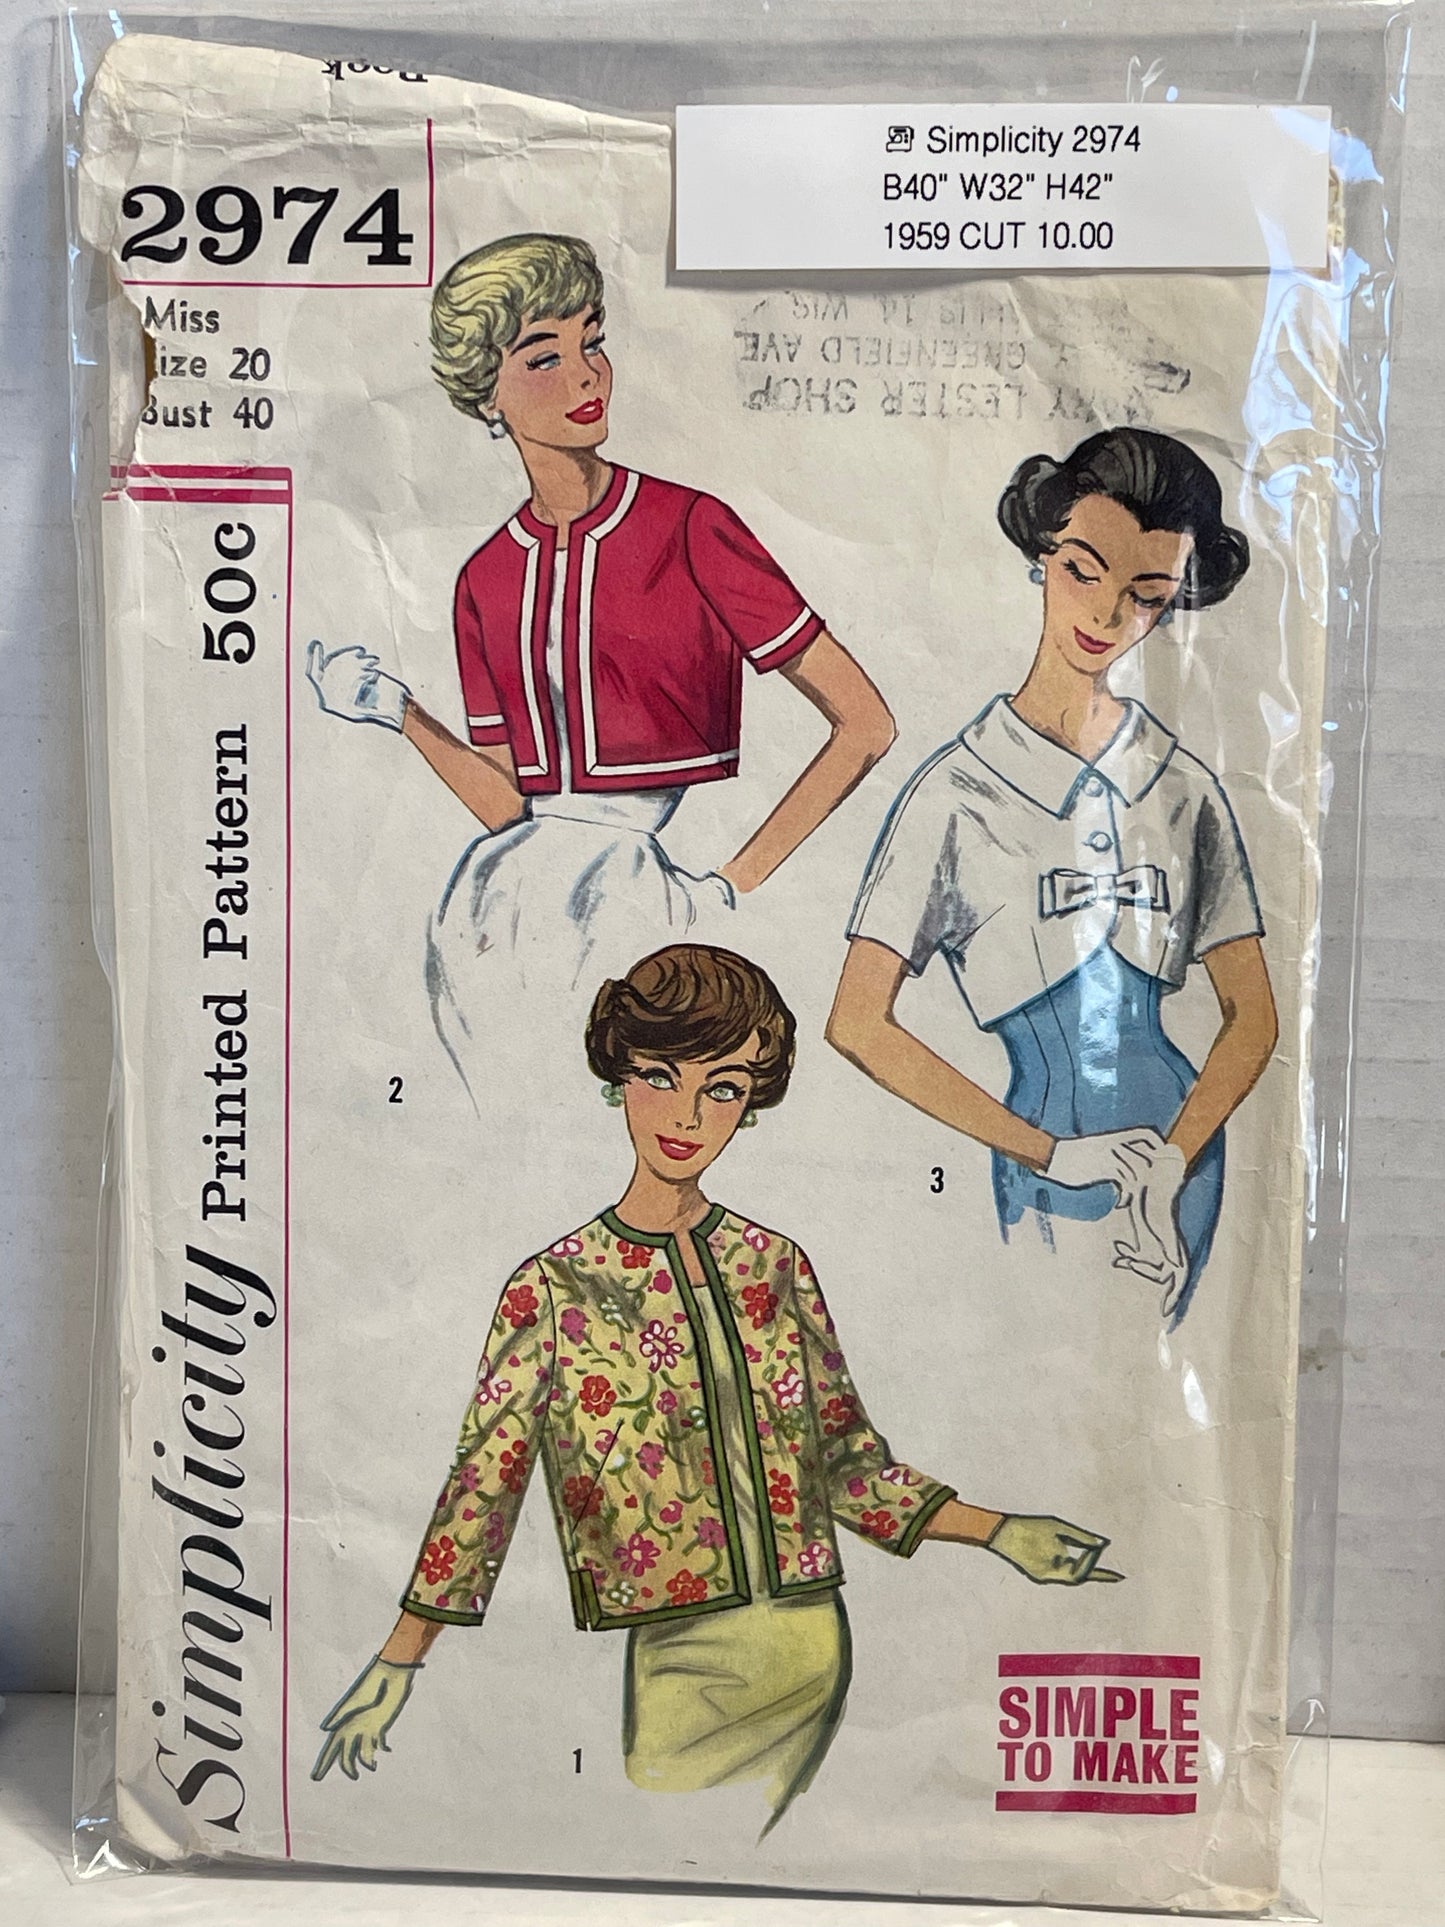 Book
2974
Simplicity 2974
B40" W32" H42"
1959 CUT 10.00
Miss
ize 20
Bust 40
GREENFIELD AVE.
LESTER SHOP
Simplicity Printed Pattern 50c
2
3
1
SIMPLE
TO MAKE